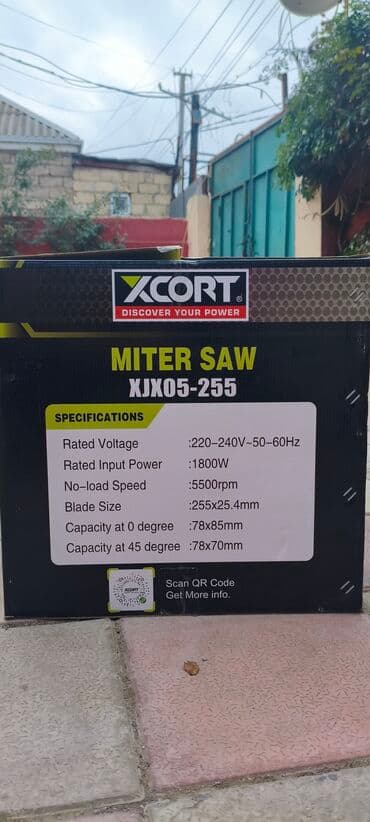 XCORT®
DISCOVER YOUR POWER
MITER SAW
XJX05-255
SPECIFICATIONS
Rated Voltage :220-240V~50-60Hz
Rated Input Power :1800W
No-load Speed :5500rpm
Blade Size :255x25.4mm
Capacity at 0 degree :78x85mm
Capacity at 45 degree :78x70mm
XCORT
Scan QR Code
Get More info.